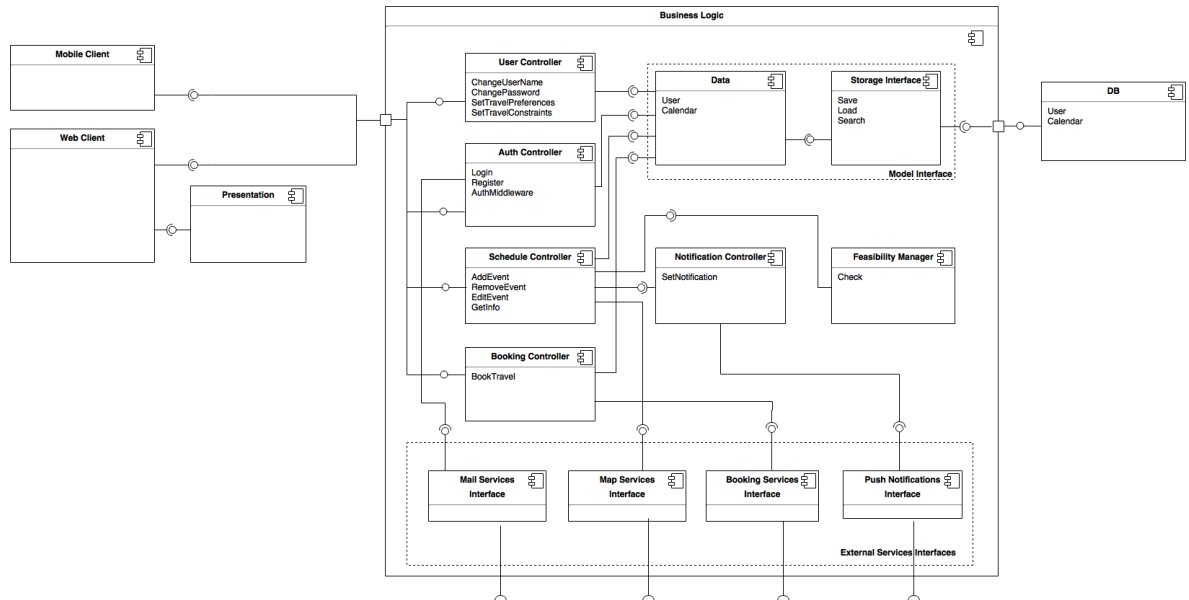 Business Logic
Mobile Client
Web Client
Presentation
User Controller
ChangeUserName
ChangePassword
SetTravelPreferences
SetTravelConstraints
Data
User
Calendar
Storage Interface
Save
Load
Search
Model Interface
DB
User
Calendar
Auth Controller
Login
Register
AuthMiddleware
Schedule Controller
AddEvent
RemoveEvent
EditEvent
GetInfo
Notification Controller
SetNotification
Feasibility Manager
Check
Booking Controller
BookTravel
Mail Services
Interface
Map Services
Interface
Booking Services
Interface
Push Notifications
Interface
External Services Interfaces